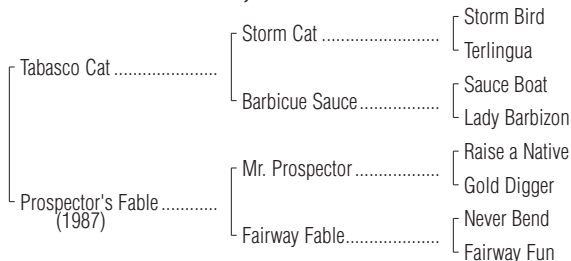 Storm Bird
Storm Cat ........................
Terlingua
Tabasco Cat .....................
Sauce Boat
Barbicue Sauce................
Lady Barbizon
Raise a Native
Mr. Prospector .................
Gold Digger
Prospector's Fable ...........
(1987)
Never Bend
Fairway Fable...................
Fairway Fun